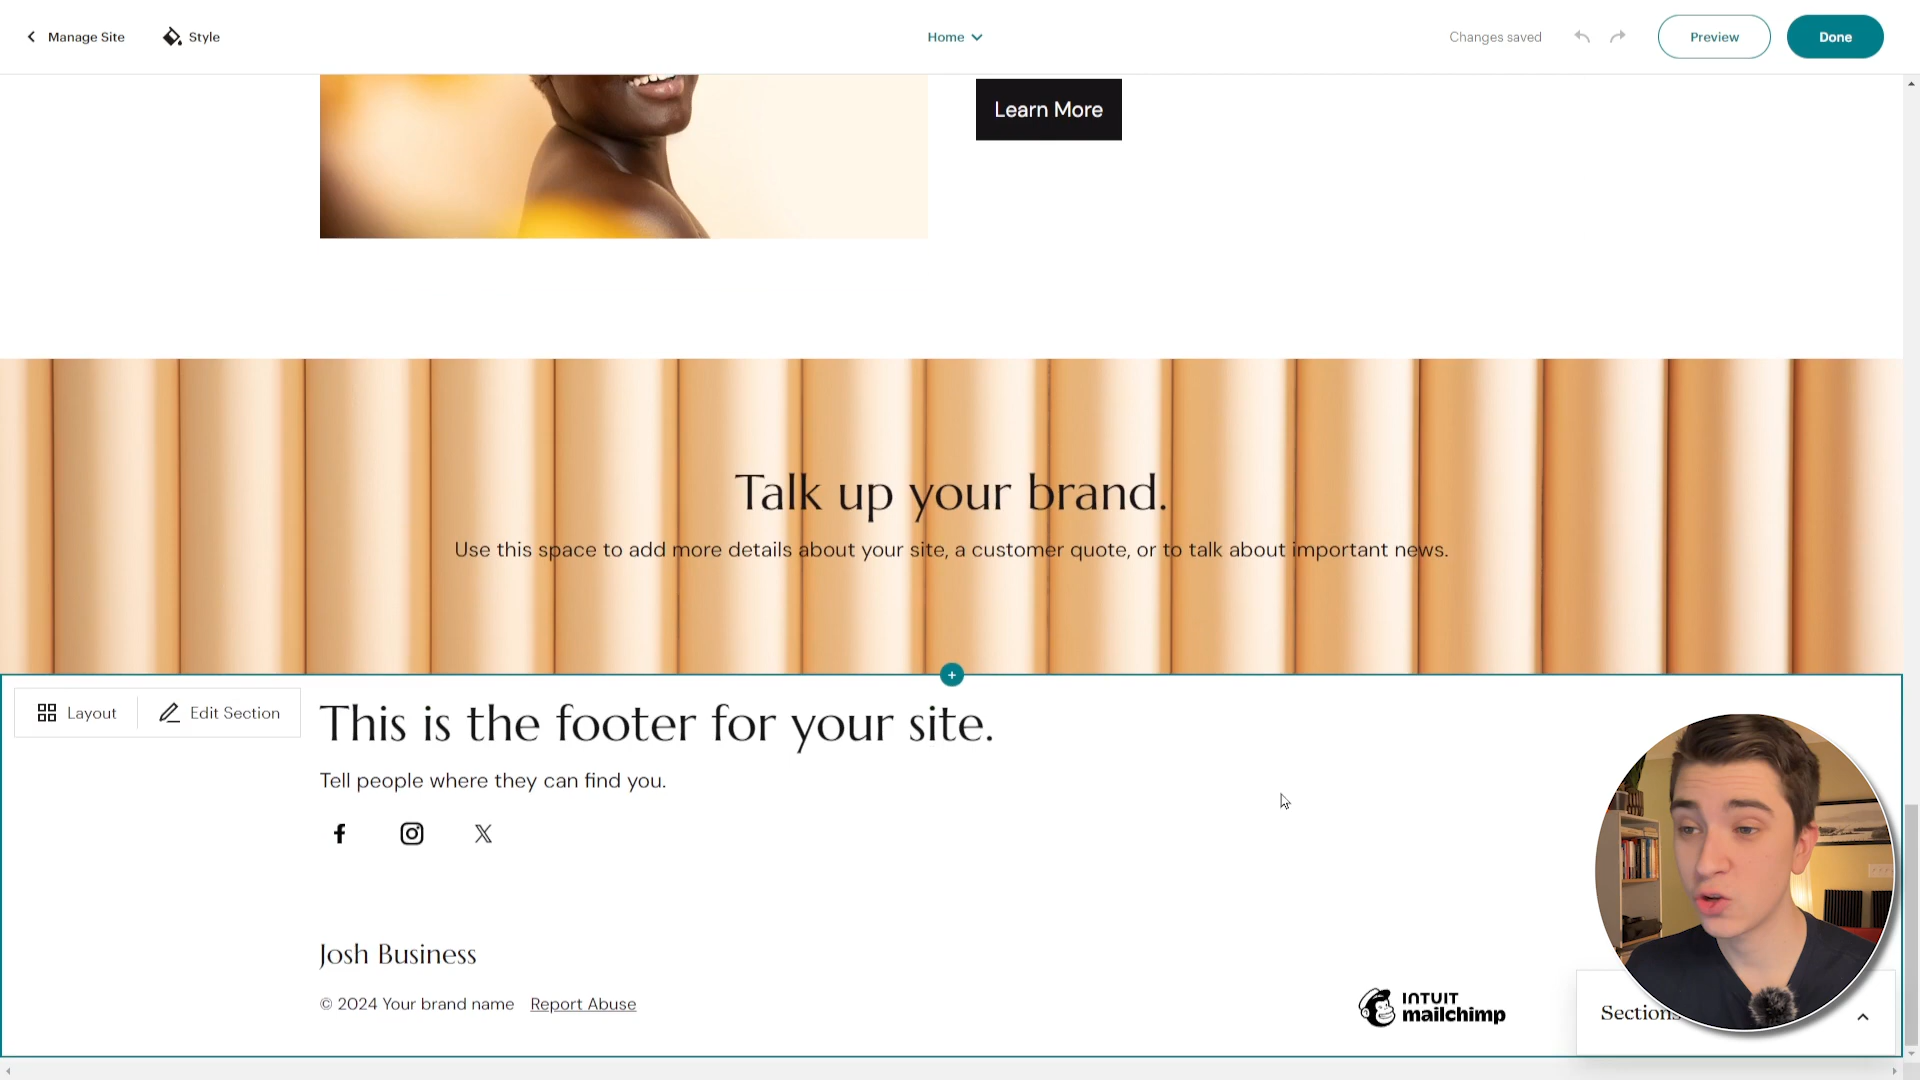 Manage Site
Style
Home
Changes saved
Preview
Done
Learn More
Talk up your brand.
Use this space to add more details about your site, a customer quote, or to talk about important news.
Layout
Edit Section
This is the footer for your site.
Tell people where they can find you.
Josh Business
© 2024 Your brand name Report Abuse
INTUIT
mailchimp
Sections